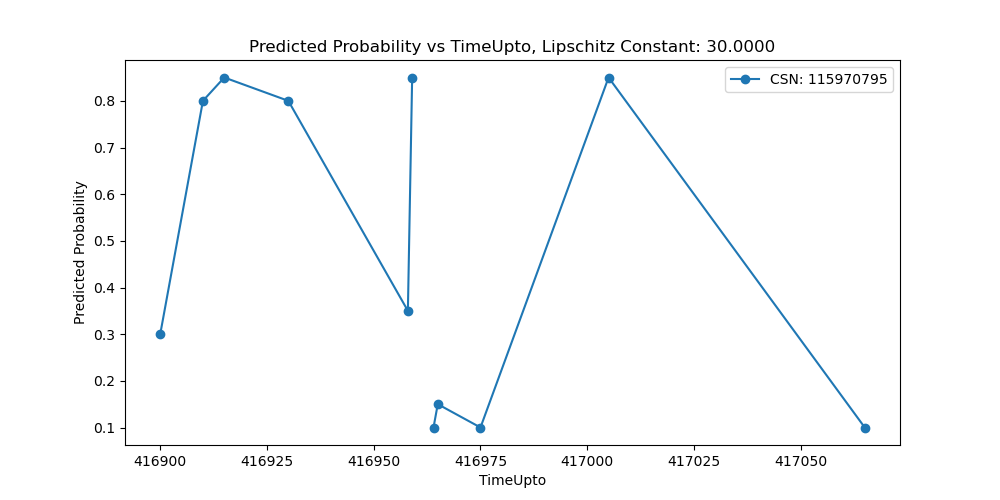 Predicted Probability vs TimeUpto, Lipschitz Constant: 30.0000
CSN: 115970795
Predicted Probability
0.8
0.7
0.6
0.5
0.4
0.3
0.2
0.1
416900 416925 416950 416975 417000 417025 417050
TimeUpto